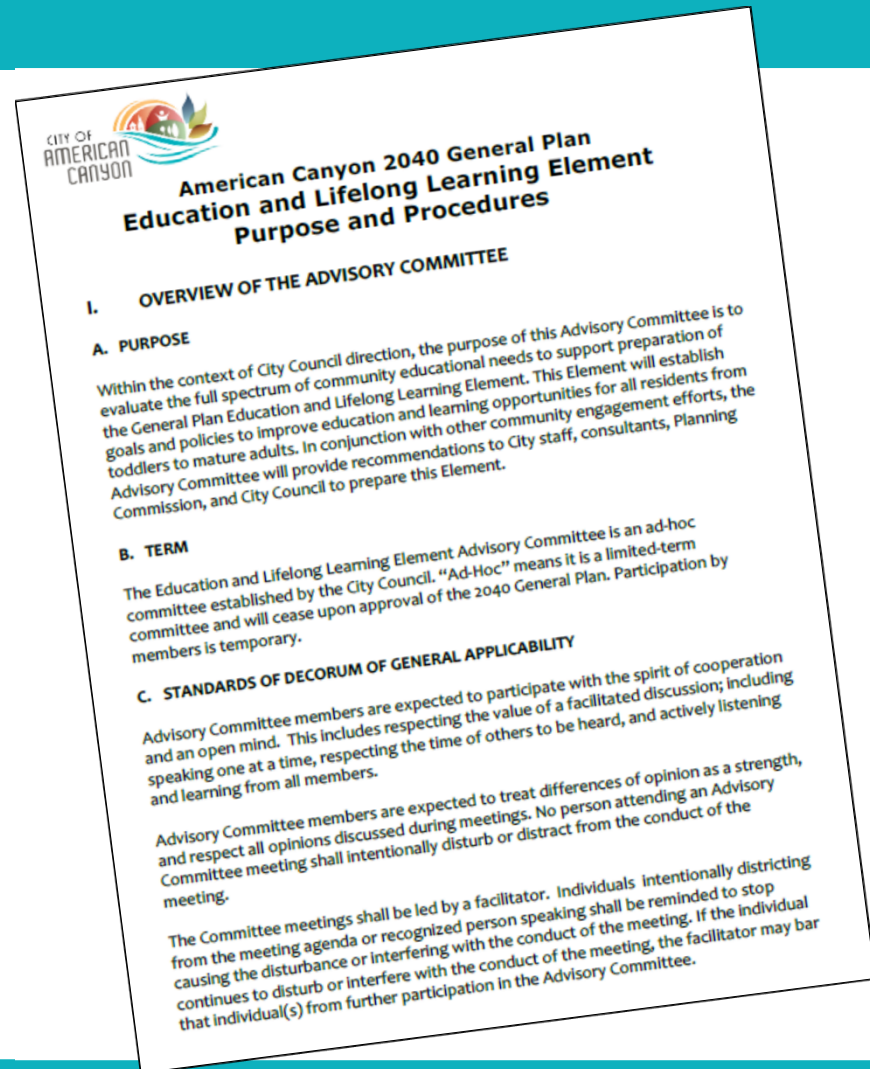 CITY OF
AMERICAN
CANYON
American Canyon 2040 General Plan
Education and Lifelong Learning Element
Purpose and Procedures
I. OVERVIEW OF THE ADVISORY COMMITTEE
A. PURPOSE
Within the context of City Council direction, the purpose of this Advisory Committee is to
evaluate the full spectrum of community educational needs to support preparation of
the General Plan Education and Lifelong Learning Element. This Element will establish
goals and policies to improve education and learning opportunities for all residents from
toddlers to mature adults. In conjunction with other community engagement efforts, the
Advisory Committee will provide recommendations to City staff, consultants, Planning
Commission, and City Council to prepare this Element.
B. TERM
The Education and Lifelong Learning Element Advisory Committee is an ad-hoc
committee established by the City Council. “Ad-Hoc” means it is a limited-term
committee and will cease upon approval of the 2040 General Plan. Participation by
members is temporary.
C. STANDARDS OF DECORUM OF GENERAL APPLICABILITY
Advisory Committee members are expected to participate with the spirit of cooperation
and an open mind. This includes respecting the value of a facilitated discussion; including
speaking one at a time, respecting the time of others to be heard, and actively listening
and learning from all members.
Advisory Committee members are expected to treat differences of opinion as a strength,
and respect all opinions discussed during meetings. No person attending an Advisory
Committee meeting shall intentionally disturb or distract from the conduct of the
meeting.
The Committee meetings shall be led by a facilitator. Individuals intentionally districting
from the meeting agenda or recognized person speaking shall be reminded to stop
causing the disturbance or interfering with the conduct of the meeting. If the individual
continues to disturb or interfere with the conduct of the meeting, the facilitator may bar
that individual(s) from further participation in the Advisory Committee.